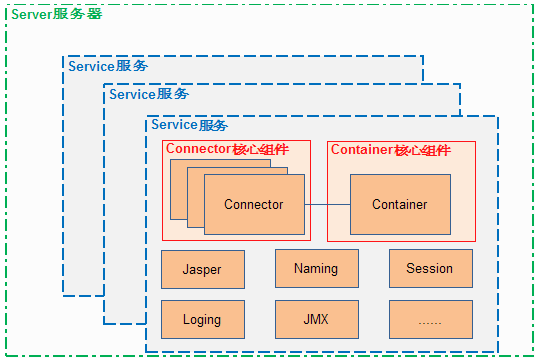 Server服务器
Service服务
Service服务
Service服务
Connector核心组件
Container核心组件
Connector
Container
Jasper
Naming
Session
Loging
JMX
......